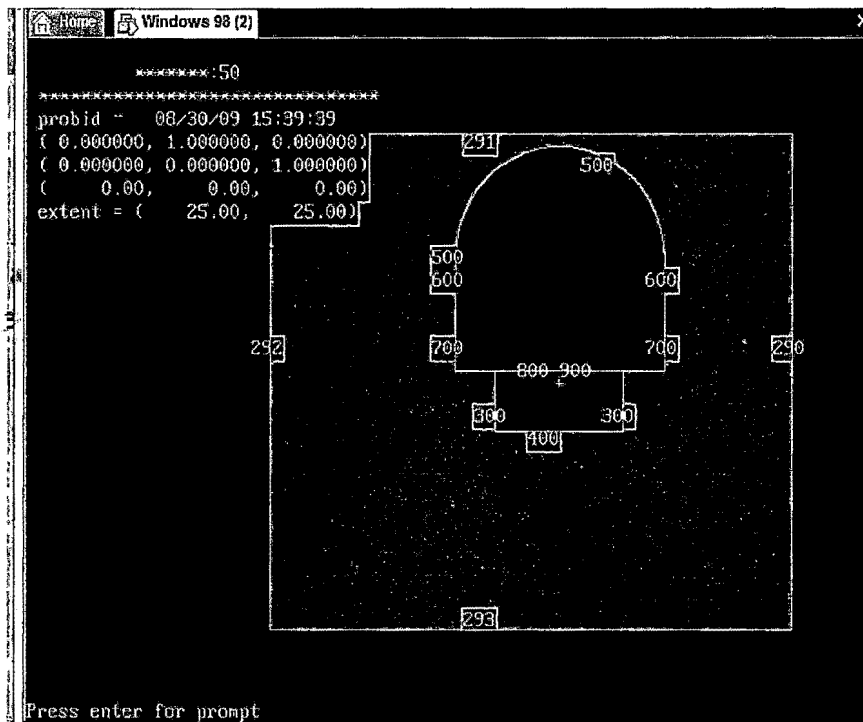 Home Windows 98 (2) x
*******:50
********************************
probid = 08/30/09 15:39:39
( 0.000000, 1.000000, 0.000000)
( 0.000000, 0.000000, 1.000000)
( 0.00, 0.00, 0.00)
extent = ( 25.00, 25.00)
291
500
500
600 600
292 700 700 290
800 900
300 300
400
293
Press enter for prompt